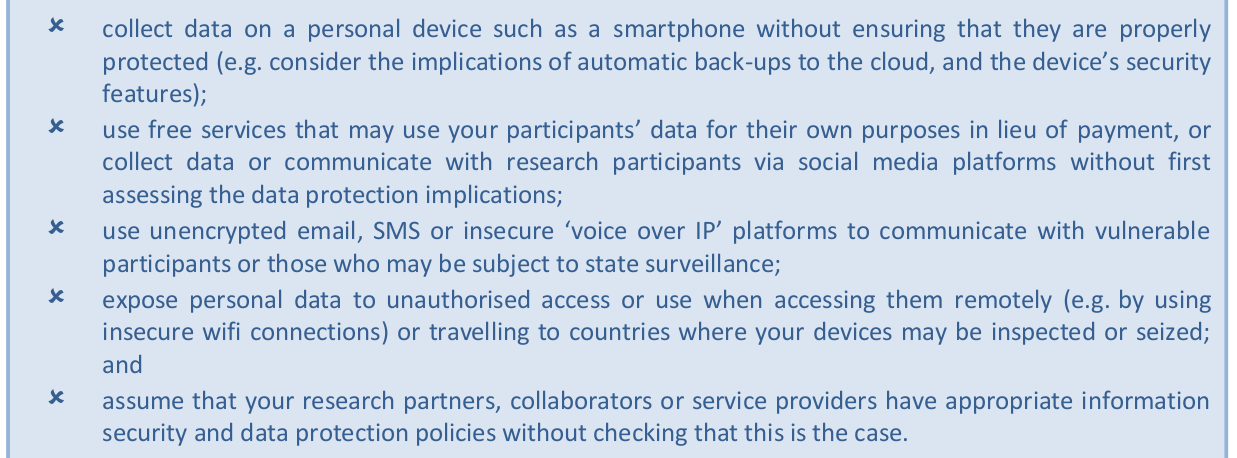 ✘ collect data on a personal device such as a smartphone without ensuring that they are properly
protected (e.g. consider the implications of automatic back-ups to the cloud, and the device’s security
features);
✘ use free services that may use your participants’ data for their own purposes in lieu of payment, or
collect data or communicate with research participants via social media platforms without first
assessing the data protection implications;
✘ use unencrypted email, SMS or insecure ‘voice over IP’ platforms to communicate with vulnerable
participants or those who may be subject to state surveillance;
✘ expose personal data to unauthorised access or use when accessing them remotely (e.g. by using
insecure wifi connections) or travelling to countries where your devices may be inspected or seized;
and
✘ assume that your research partners, collaborators or service providers have appropriate information
security and data protection policies without checking that this is the case.